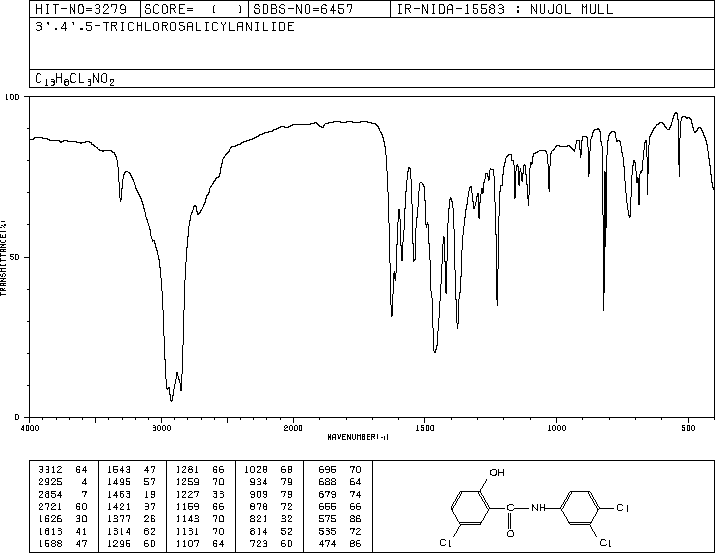 HIT-NO=3279 SCORE= ( ) SDBS-NO=6457 IR-NIDA-15583 : NUJOL MULL
3'.4'.5-TRICHLOROSALICYLANILIDE
C13H8CL3NO2
100
50
0
TRANSMITTANCE(%)
4000 3000 2000 1500 1000 500
WAVENUMBER(-1)
3312 64 1543 47 1281 66 1028 68 695 70
2925 4 1495 57 1259 70 934 79 688 64
2854 7 1463 19 1227 33 909 79 679 74
2721 60 1421 37 1159 66 878 72 655 66
1626 30 1377 26 1143 70 821 32 575 86
1613 41 1314 62 1131 70 814 52 535 72
1588 47 1295 60 1107 64 723 60 474 86
OH
C NH Cl
O
Cl Cl